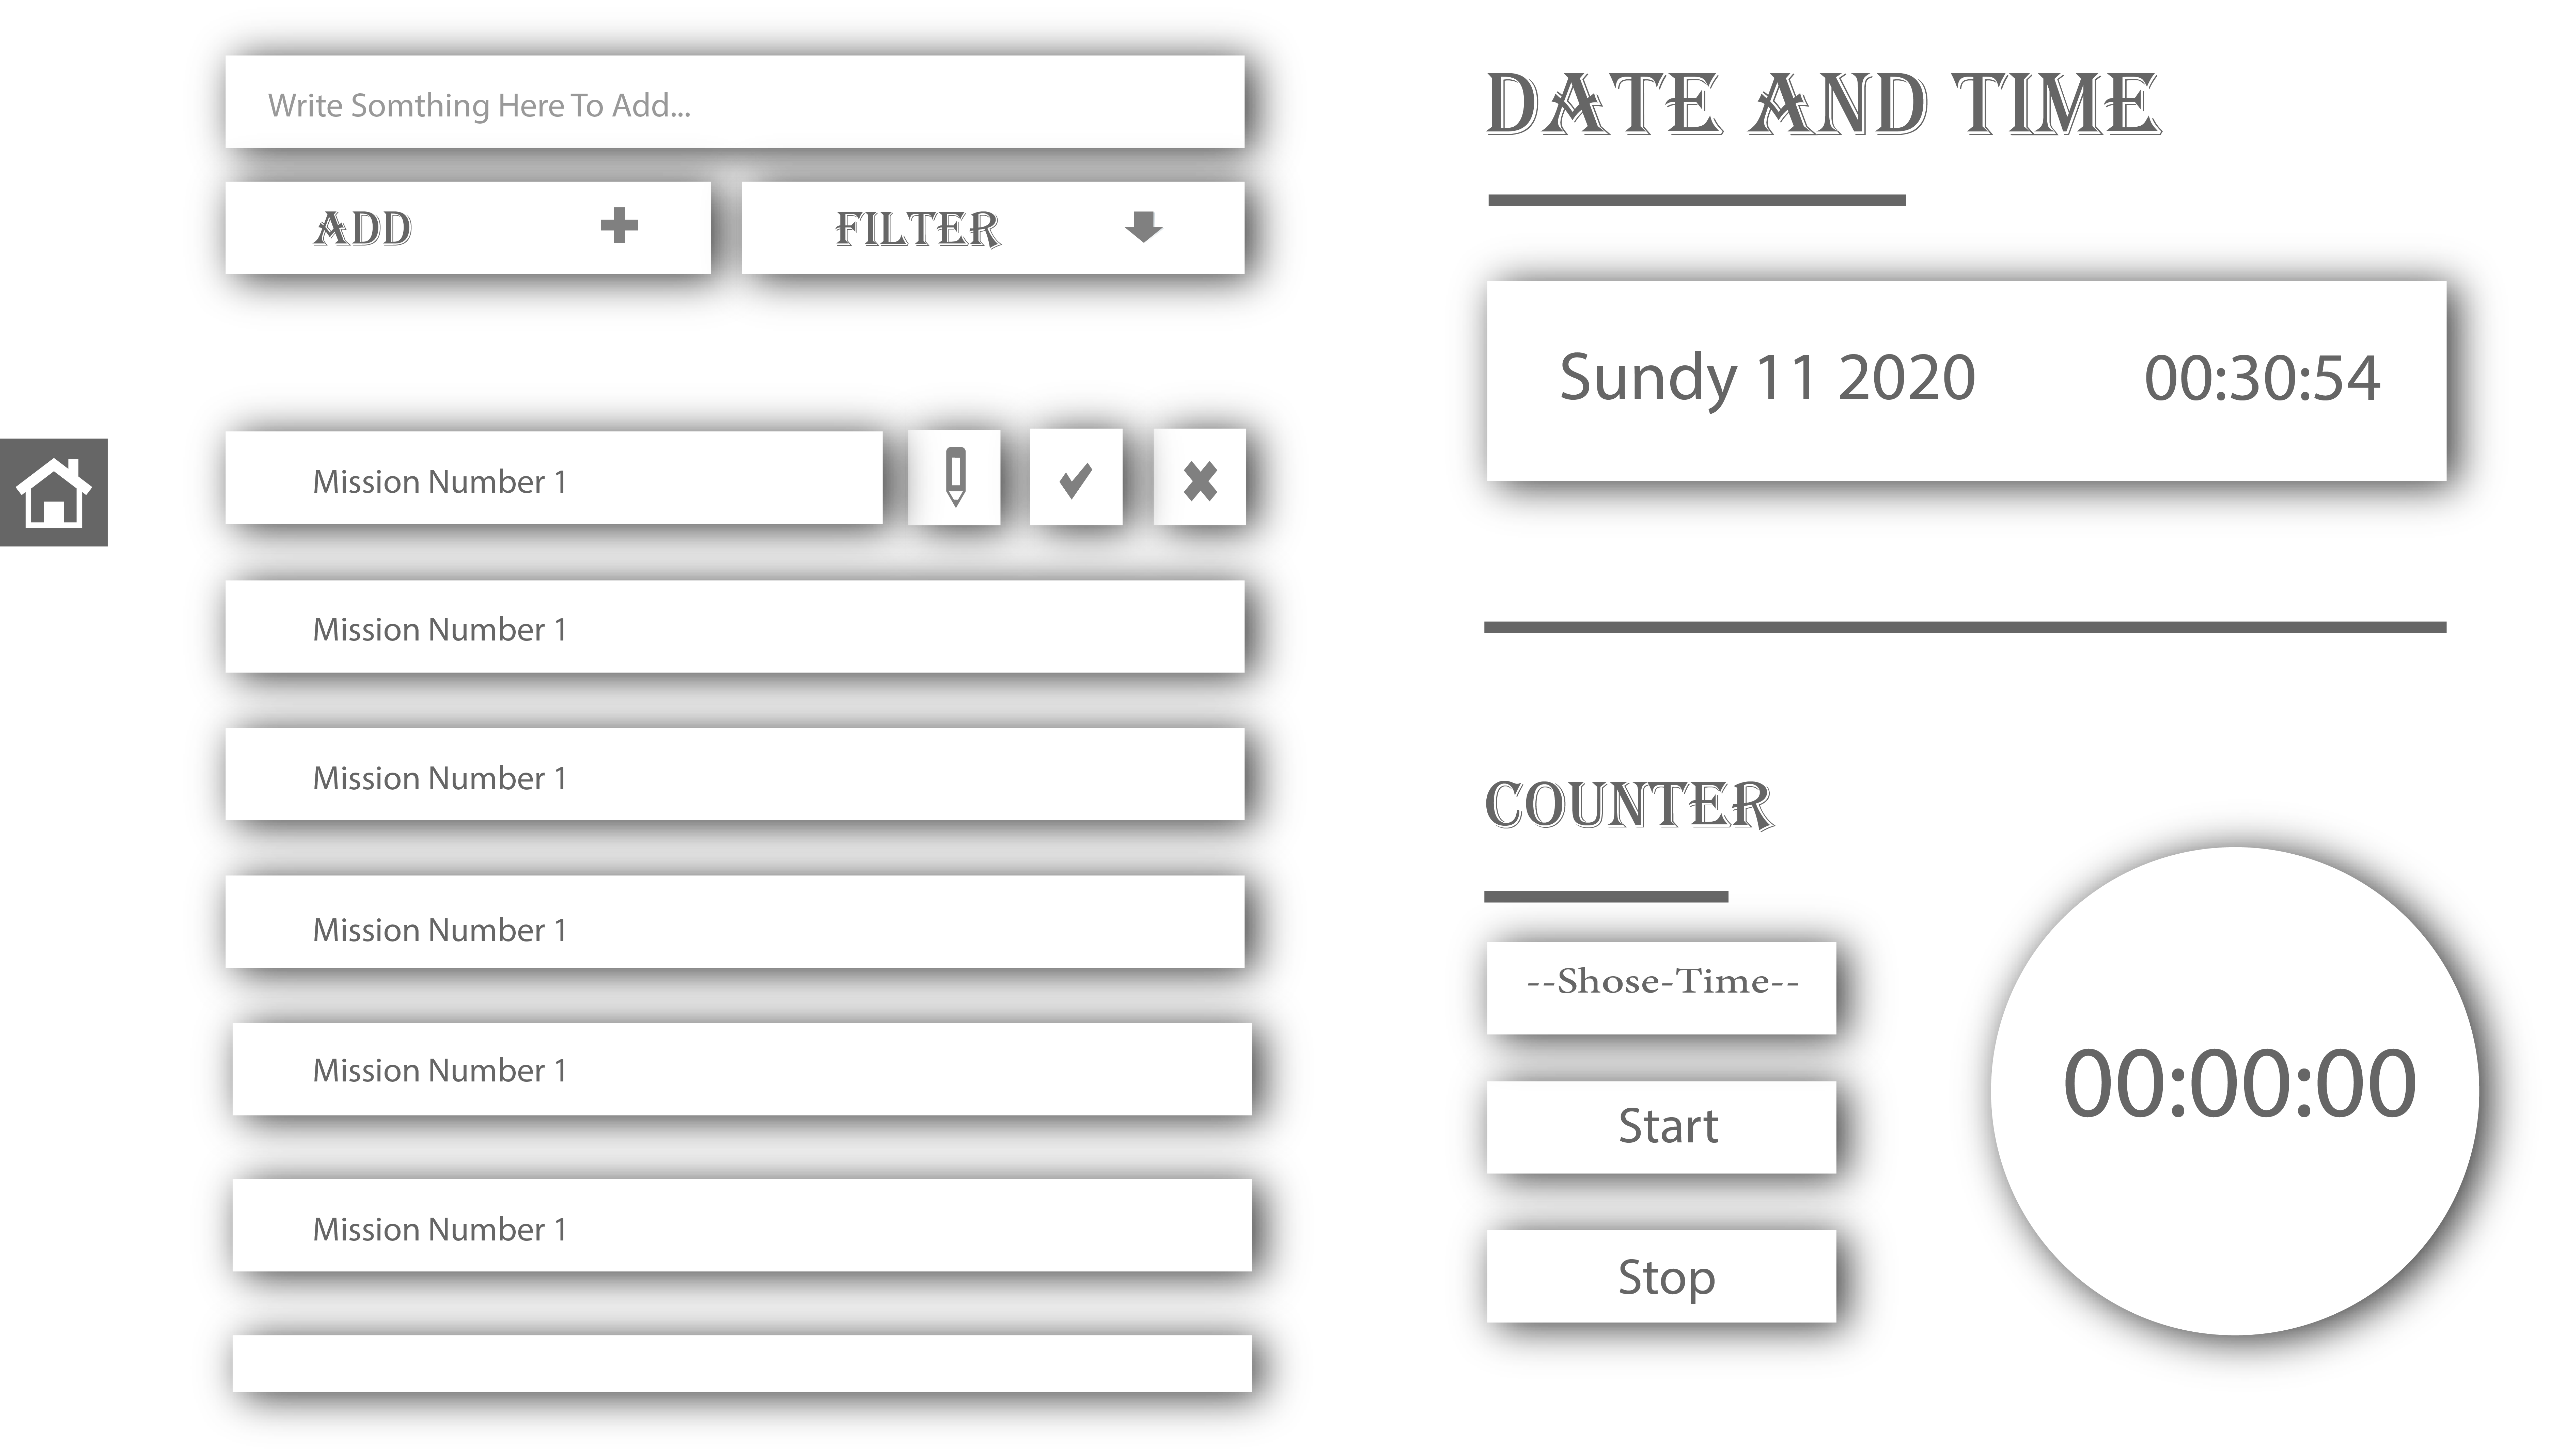 Write Somthing Here To Add...
ADD
FILTER
Mission Number 1
Mission Number 1
Mission Number 1
Mission Number 1
Mission Number 1
Mission Number 1
DATE AND TIME
Sundy 11 2020 00:30:54
COUNTER
--Shose-Time--
Start
Stop
00:00:00